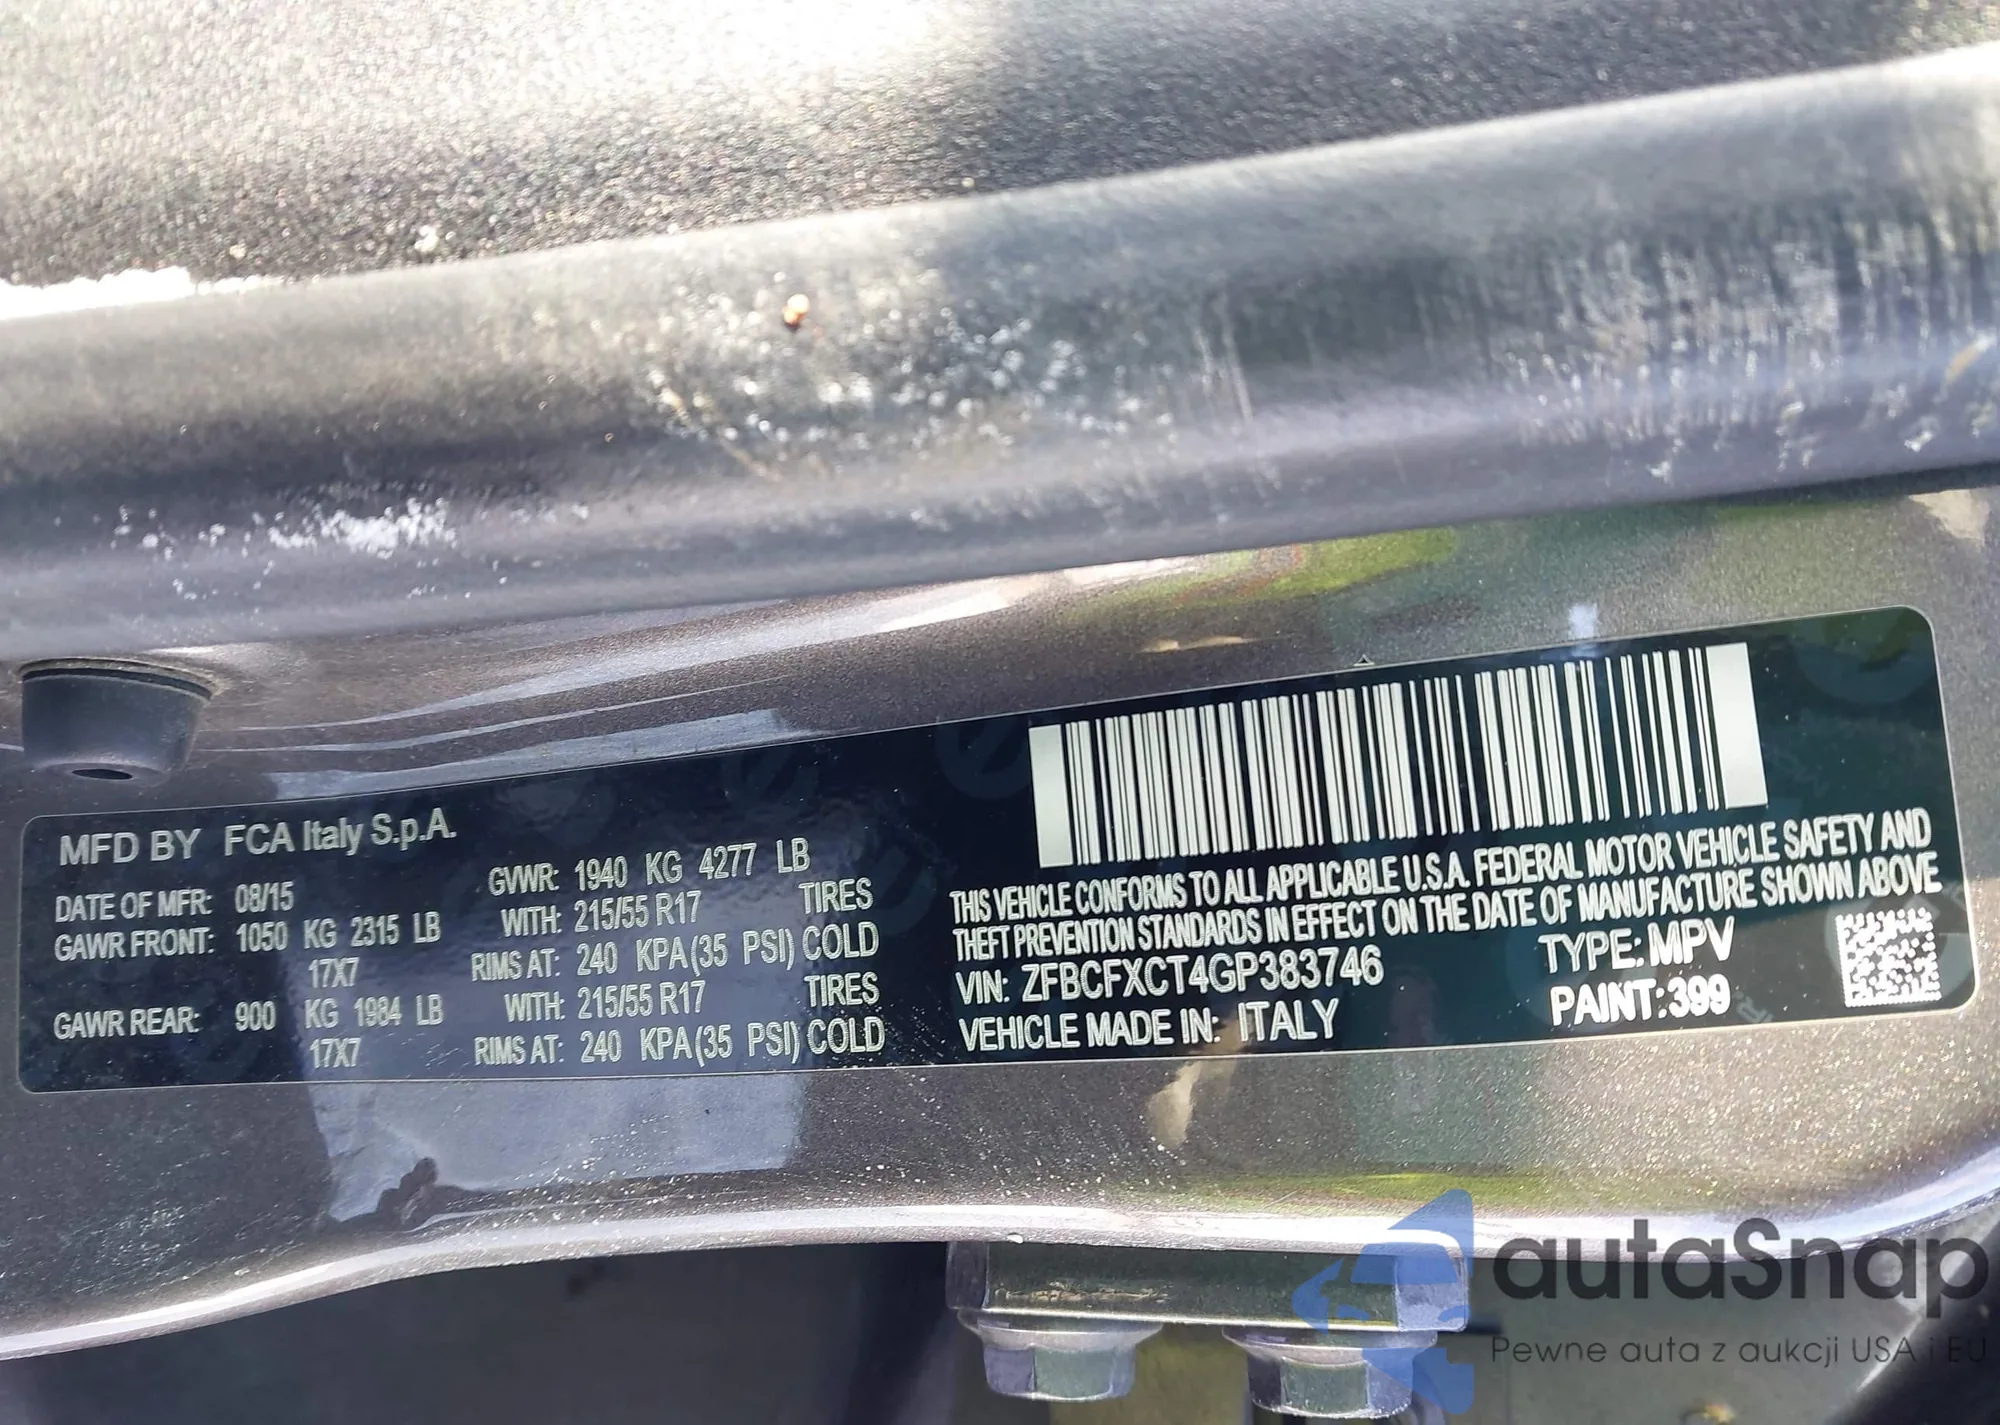 MFD BY FCA Italy S.p.A.
DATE OF MFR: 08/15 GVWR: 1940 KG 4277 LB
GAWR FRONT: 1050 KG 2315 LB WITH: 215/55 R17 TIRES
17X7 RIMS AT: 240 KPA(35 PSI) COLD
GAWR REAR: 900 KG 1984 LB WITH: 215/55 R17 TIRES
17X7 RIMS AT: 240 KPA(35 PSI) COLD
THIS VEHICLE CONFORMS TO ALL APPLICABLE U.S.A. FEDERAL MOTOR VEHICLE SAFETY AND
THEFT PREVENTION STANDARDS IN EFFECT ON THE DATE OF MANUFACTURE SHOWN ABOVE
VIN: ZFBCFXCT4GP383746 TYPE: MPV
VEHICLE MADE IN: ITALY PAINT:399
autaSnap
Pewne auta z aukcji USA i EU